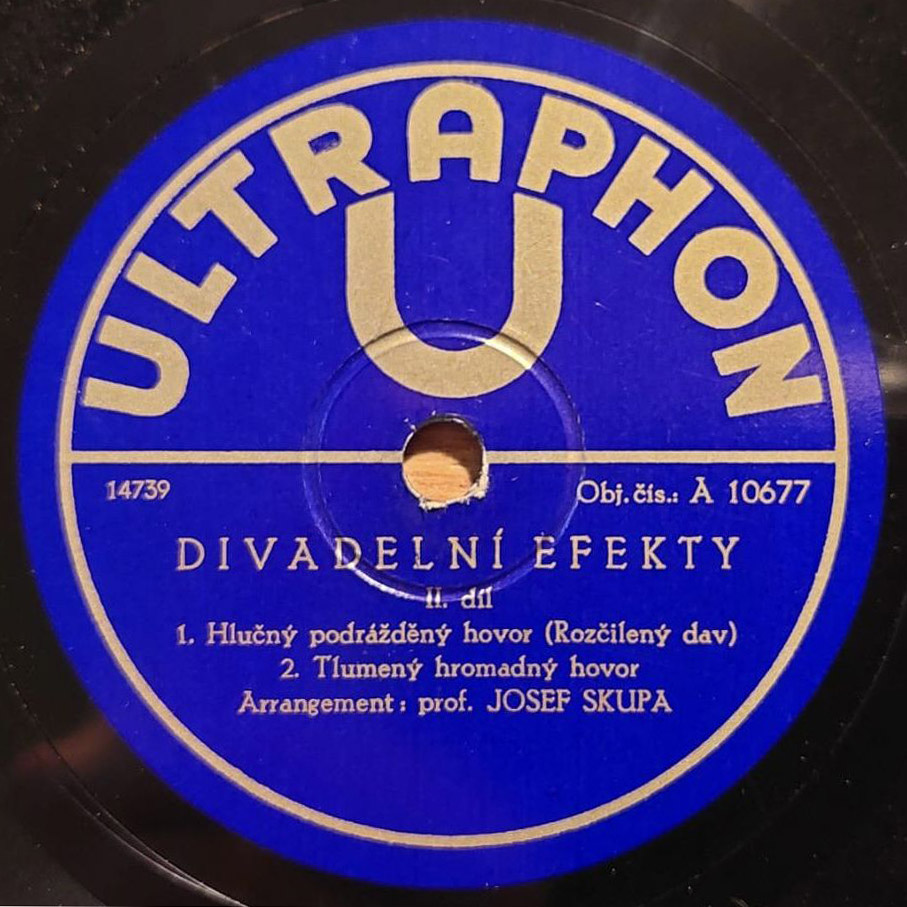 ULTRAPHON
U
14739
Obj. čís.: A 10677
DIVADELNÍ EFEKTY
II. díl
1. Hlučný podrážděný hovor (Rozčilený dav)
2. Tlumený hromadný hovor
Arrangement: prof. JOSEF SKUPA